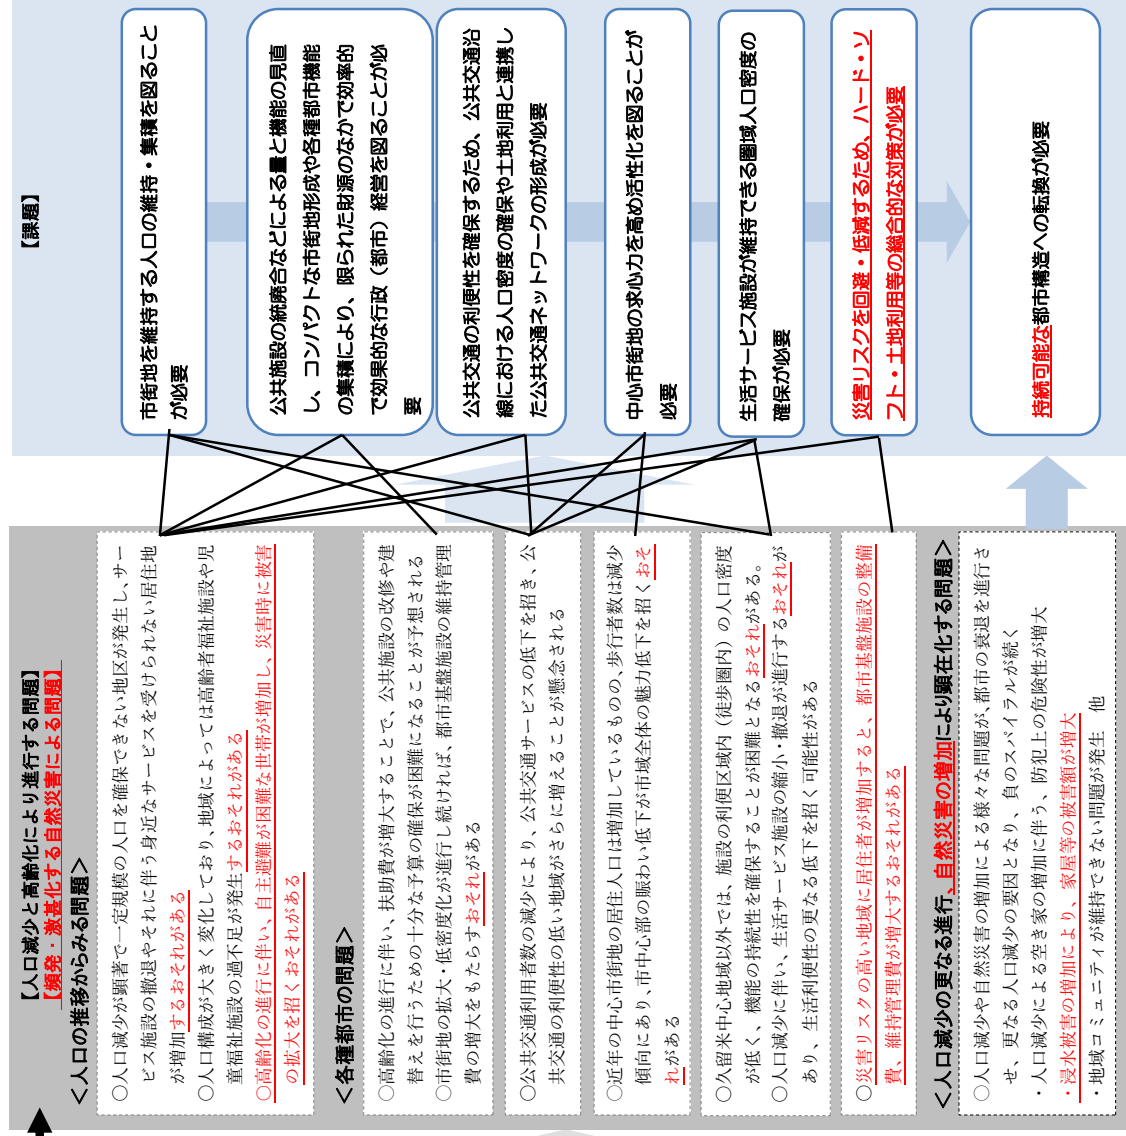 【人口減少と高齢化により進行する問題】
【頻発・激甚化する自然災害による問題】
＜人口の推移からみる問題＞
○人口減少が顕著で一定規模の人口を確保できない地区が発生し、サー
ビス施設の撤退やそれに伴う身近なサービスを受けられない居住地
が増加するおそれがある
○人口構成が大きく変化しており、地域によっては高齢者福祉施設や児
童福祉施設の過不足が発生するおそれがある
○高齢化の進行に伴い、自主避難が困難な世帯が増加し、災害時に被害
の拡大を招くおそれがある
＜各種都市の問題＞
○高齢化の進行に伴い、扶助費が増大することで、公共施設の改修や建
替えを行うための十分な予算の確保が困難になることが予想される
○市街地の拡大・低密度化が進行し続ければ、都市基盤施設の維持管理
費の増大をもたらすおそれがある
○公共交通利用者数の減少により、公共交通サービスの低下を招き、公
共交通の利便性の低い地域がさらに増えることが懸念される
○近年の中心市街地の居住人口は増加しているものの、歩行者数は減少
傾向にあり、市中心部の賑わい低下が市域全体の魅力低下を招くおそ
れがある
○久留米中心地域以外では、施設の利便区域内（徒歩圏内）の人口密度
が低く、機能の持続性を確保することが困難となるおそれがある。
○人口減少に伴い、生活サービス施設の縮小・撤退が進行するおそれが
あり、生活利便性の更なる低下を招く可能性がある
○災害リスクの高い地域に居住者が増加すると、都市基盤施設の整備
費、維持管理費が増大するおそれがある
＜人口減少の更なる進行、自然災害の増加により顕在化する問題＞
○人口減少や自然災害の増加による様々な問題が、都市の衰退を進行さ
せ、更なる人口減少の要因となり、負のスパイラルが続く
・人口減少による空き家の増加に伴う、防犯上の危険性が増大
・浸水被害の増加により、家屋等の被害額が増大
・地域コミュニティが維持できない問題が発生　他
【課題】
市街地を維持する人口の維持・集積を図ること
が必要
公共施設の統廃合などによる量と機能の見直
し、コンパクトな市街地形成や各種都市機能
の集積により、限られた財源のなかで効率的
で効果的な行政（都市）経営を図ることが必
要
公共交通の利便性を確保するため、公共交通沿
線における人口密度の確保や土地利用と連携し
た公共交通ネットワークの形成が必要
中心市街地の求心力を高め活性化を図ることが
必要
生活サービス施設が維持できる圏域人口密度の
確保が必要
災害リスクを回避・低減するため、ハード・ソ
フト・土地利用等の総合的な対策が必要
持続可能な都市構造への転換が必要